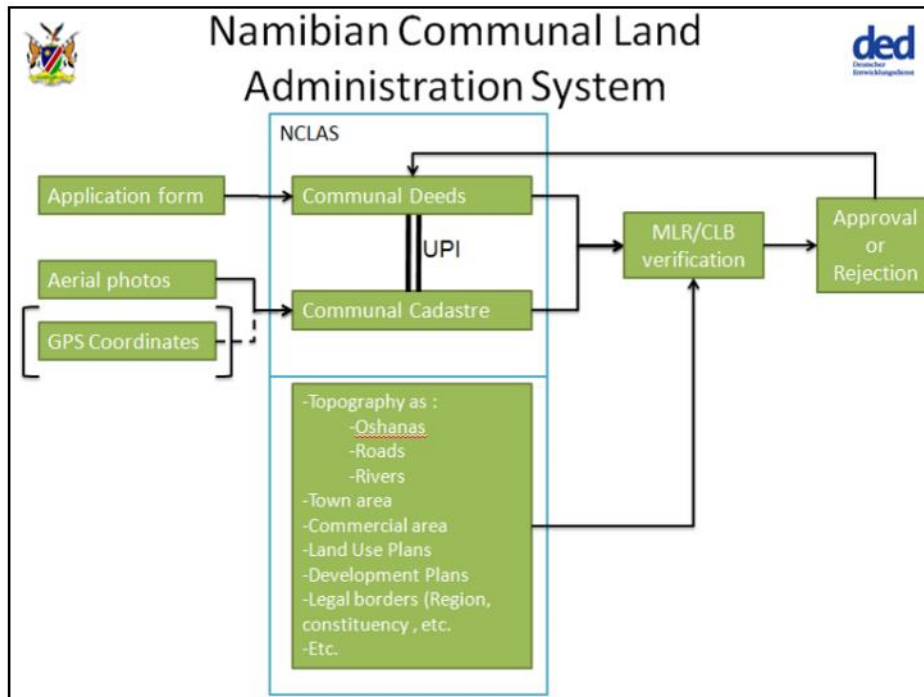 Namibian Communal Land
Administration System
ded
Deutscher
Entwicklungsdienst
NCLAS
Application form
Communal Deeds
UPI
Aerial photos
Communal Cadastre
GPS Coordinates
MLR/CLB
verification
Approval
or
Rejection
-Topography as :
-Oshanas
-Roads
-Rivers
-Town area
-Commercial area
-Land Use Plans
-Development Plans
-Legal borders (Region,
constituency , etc.
-Etc.